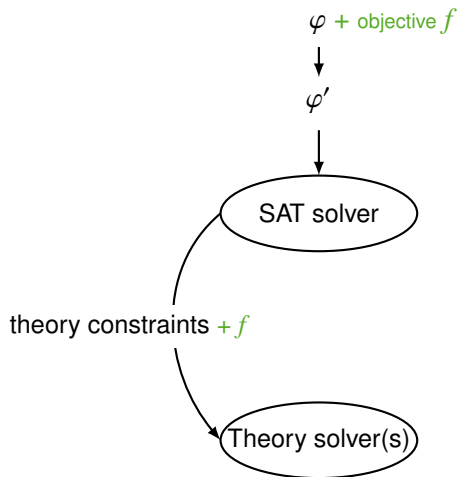 φ + objective f
φ′
SAT solver
theory constraints + f
Theory solver(s)